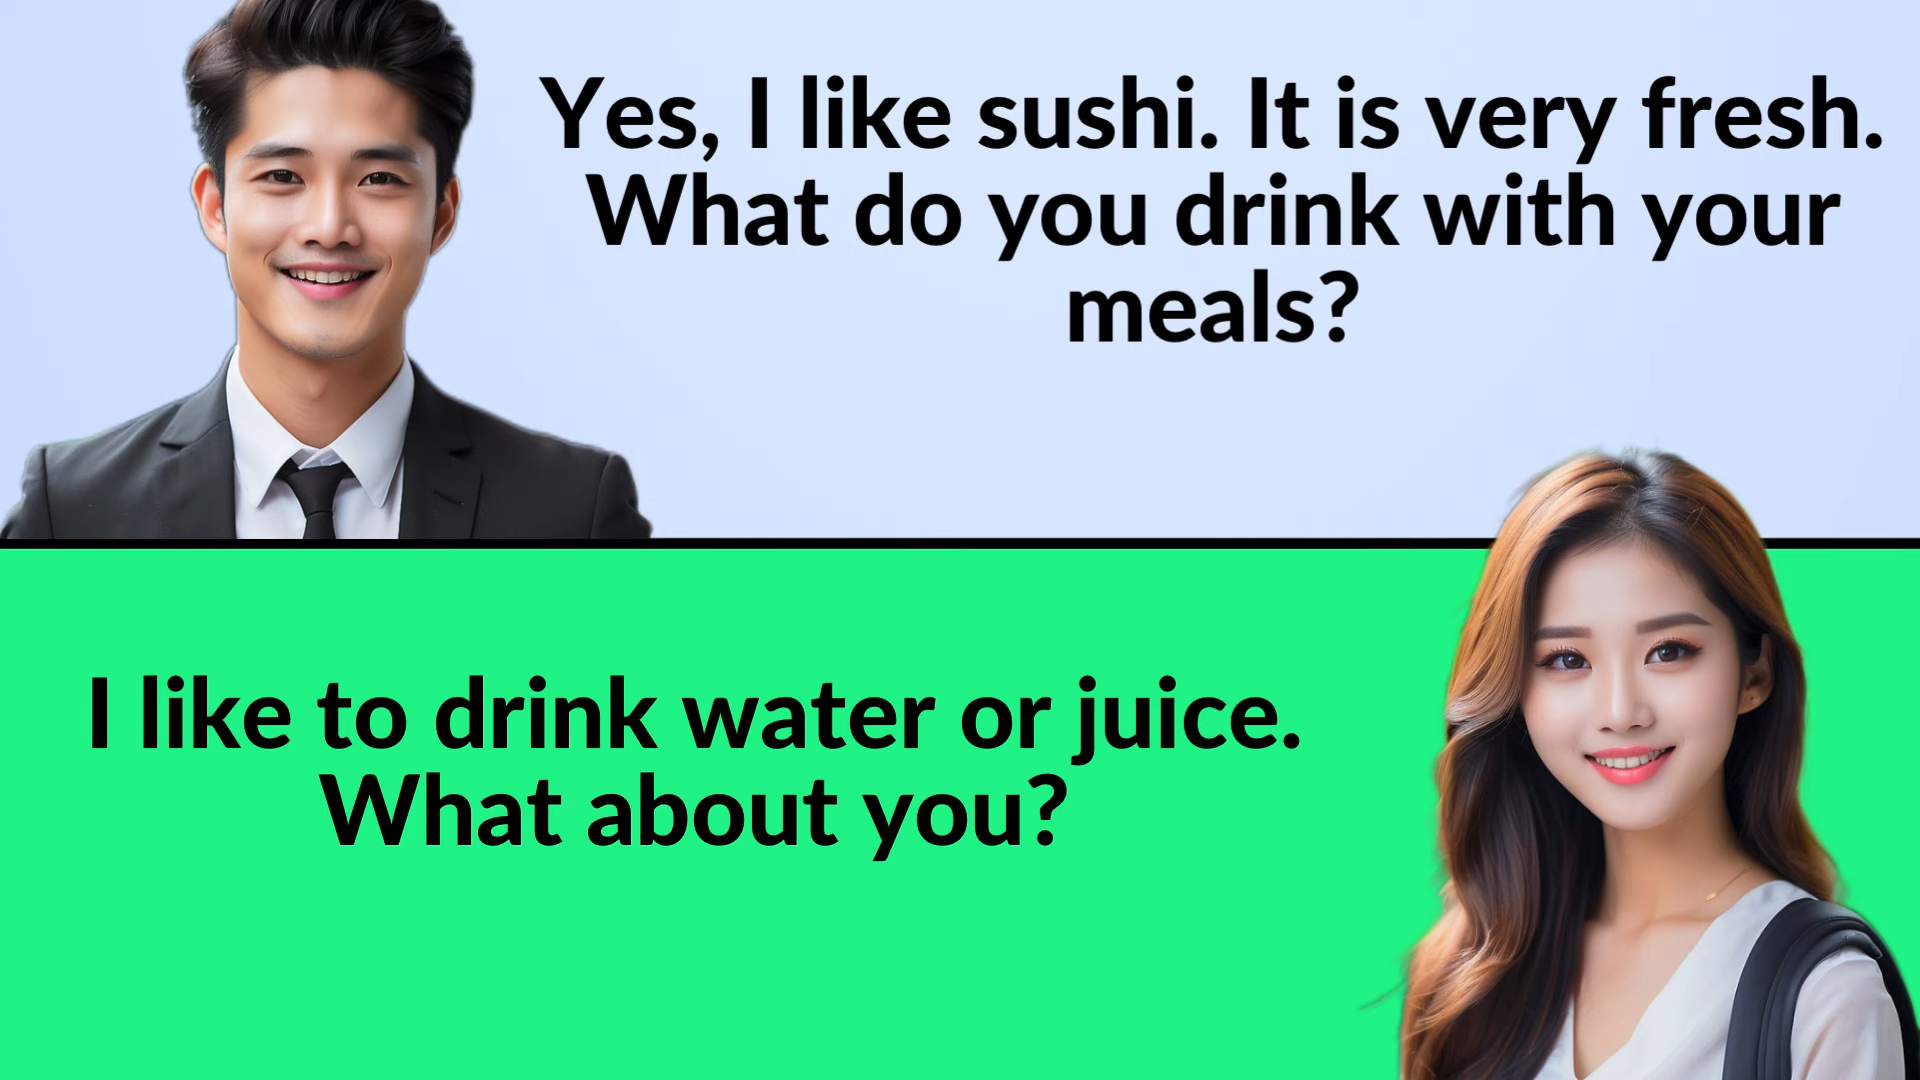 Yes, I like sushi. It is very fresh.
What do you drink with your
meals?
I like to drink water or juice.
What about you?